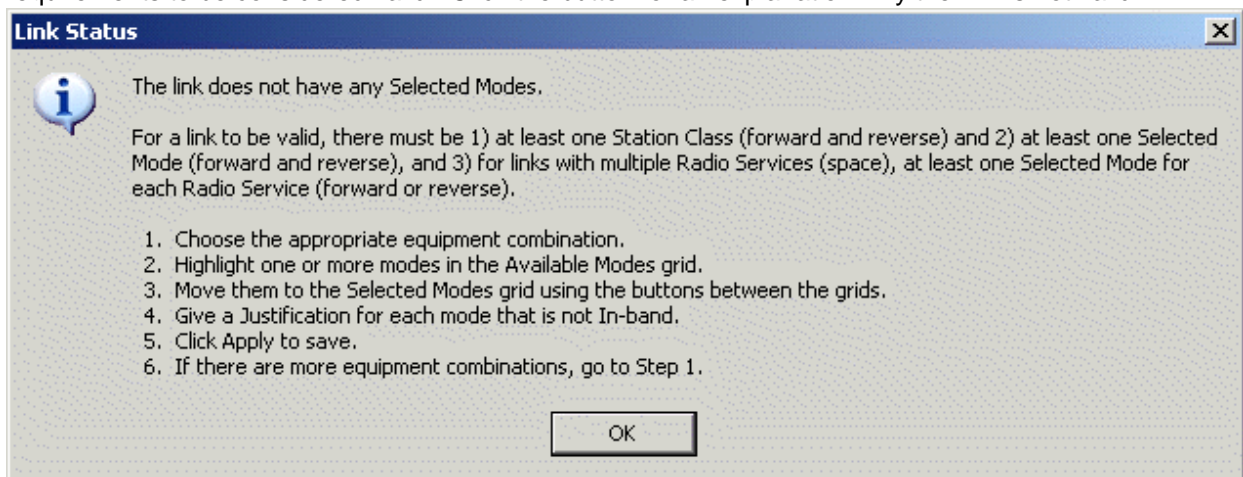 Link Status
The link does not have any Selected Modes.
For a link to be valid, there must be 1) at least one Station Class (forward and reverse) and 2) at least one Selected
Mode (forward and reverse), and 3) for links with multiple Radio Services (space), at least one Selected Mode for
each Radio Service (forward or reverse).
1. Choose the appropriate equipment combination.
2. Highlight one or more modes in the Available Modes grid.
3. Move them to the Selected Modes grid using the buttons between the grids.
4. Give a Justification for each mode that is not In-band.
5. Click Apply to save.
6. If there are more equipment combinations, go to Step 1.
OK